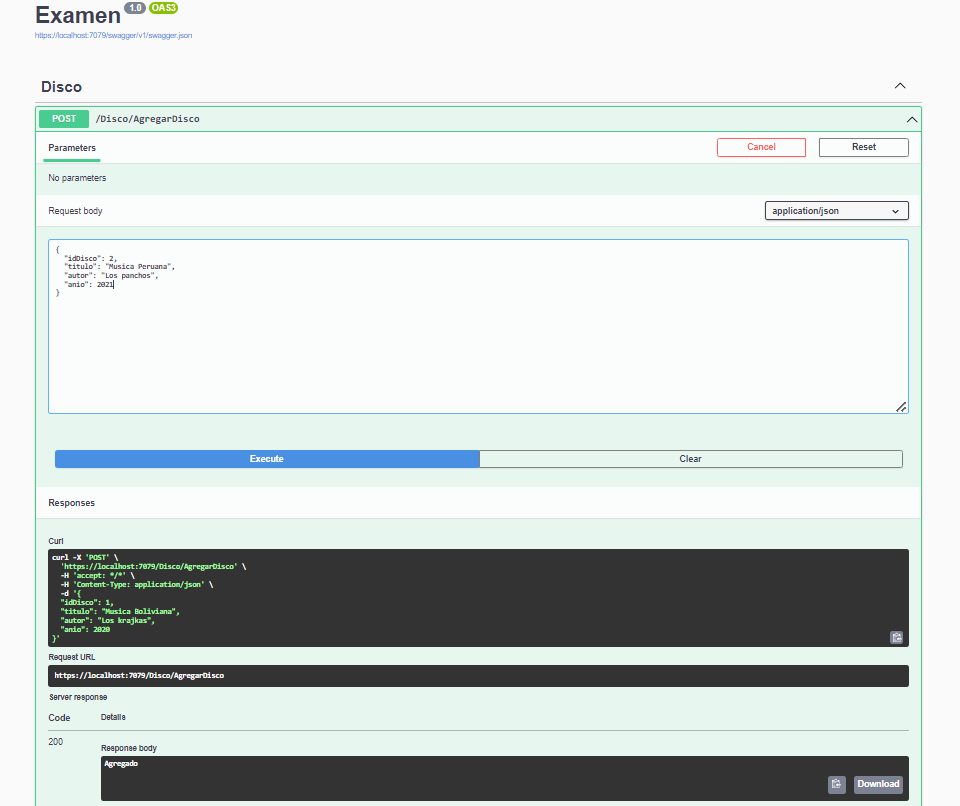 Examen 1.0 OAS3
https://localhost:7079/swagger/v1/swagger.json
Disco
POST /Disco/AgregarDisco
Parameters
Cancel
Reset
No parameters
Request body
application/json
{
  "idDisco": 2,
  "titulo": "Musica Peruana",
  "autor": "Los panchos",
  "anio": 2021
}
Execute
Clear
Responses
Curl
curl -X 'POST' \
  'https://localhost:7079/Disco/AgregarDisco' \
  -H 'accept: */*' \
  -H 'Content-Type: application/json' \
  -d '{
  "idDisco": 1,
  "titulo": "Musica Boliviana",
  "autor": "Los krajkas",
  "anio": 2020
}'
Request URL
https://localhost:7079/Disco/AgregarDisco
Server response
Code Details
200
Response body
Agregado
Download